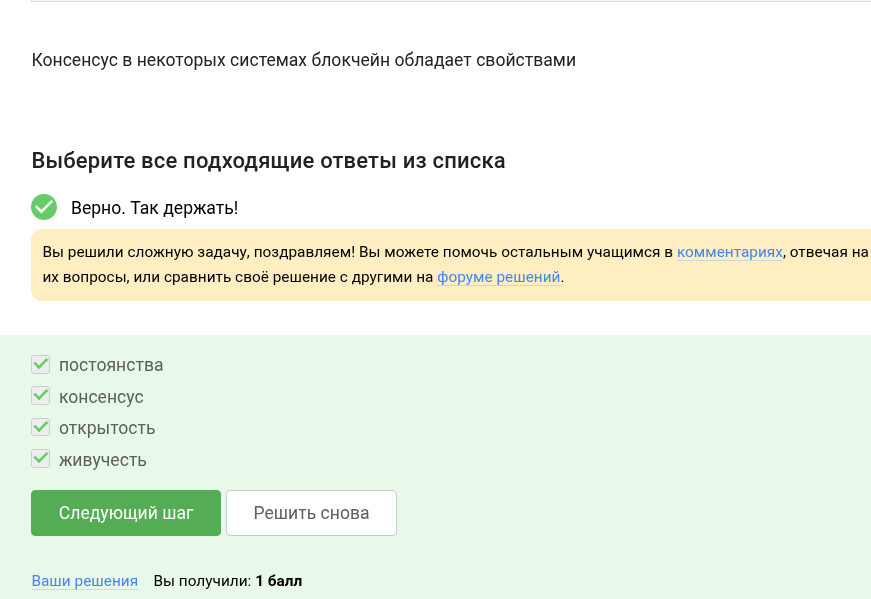 Консенсус в некоторых системах блокчейн обладает свойствами
Выберите все подходящие ответы из списка
Верно. Так держать!
Вы решили сложную задачу, поздравляем! Вы можете помочь остальным учащимся в комментариях, отвечая на
их вопросы, или сравнить своё решение с другими на форуме решений.
постоянства
консенсус
открытость
живучесть
Следующий шаг Решить снова
Ваши решения Вы получили: 1 балл